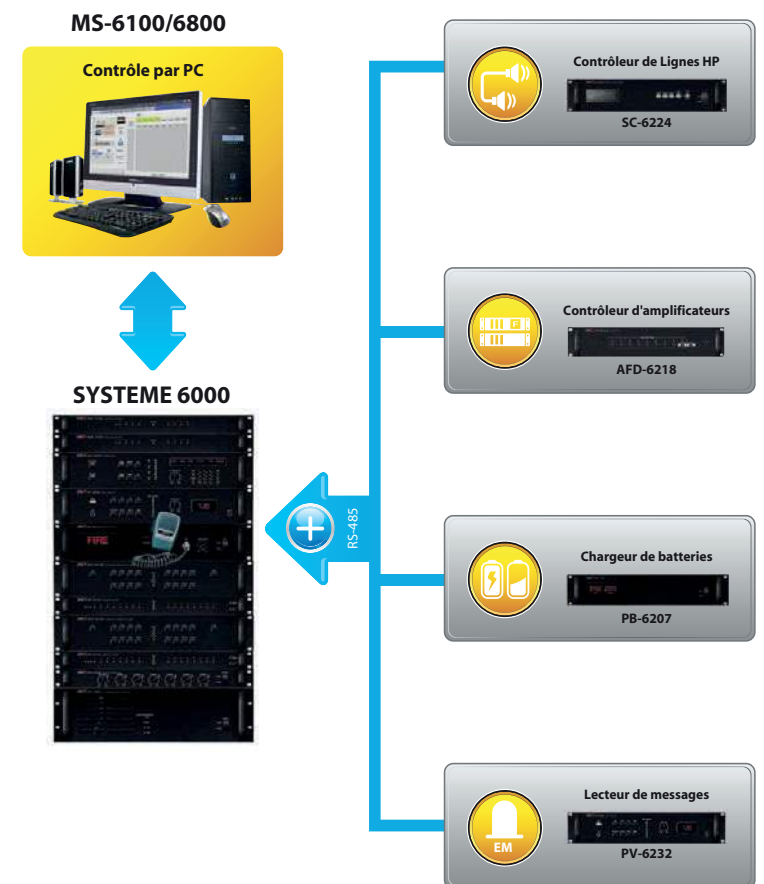 MS-6100/6800
Contrôle par PC
SYSTEME 6000
FIRE
RS-485
Contrôleur de Lignes HP
SC-6224
Contrôleur d'amplificateurs
AFD-6218
Chargeur de batteries
PB-6207
Lecteur de messages
EM
PV-6232